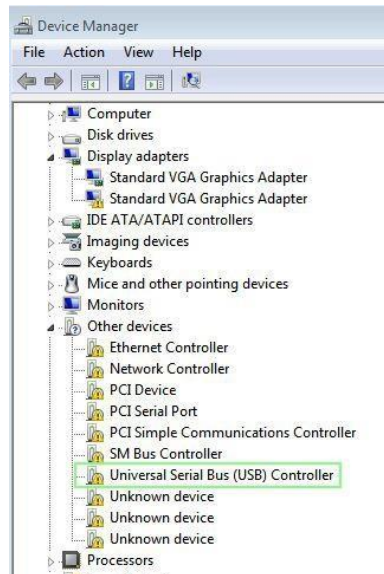 Device Manager
File Action View Help
Computer
Disk drives
Display adapters
Standard VGA Graphics Adapter
Standard VGA Graphics Adapter
IDE ATA/ATAPI controllers
Imaging devices
Keyboards
Mice and other pointing devices
Monitors
Other devices
Ethernet Controller
Network Controller
PCI Device
PCI Serial Port
PCI Simple Communications Controller
SM Bus Controller
Universal Serial Bus (USB) Controller
Unknown device
Unknown device
Unknown device
Processors